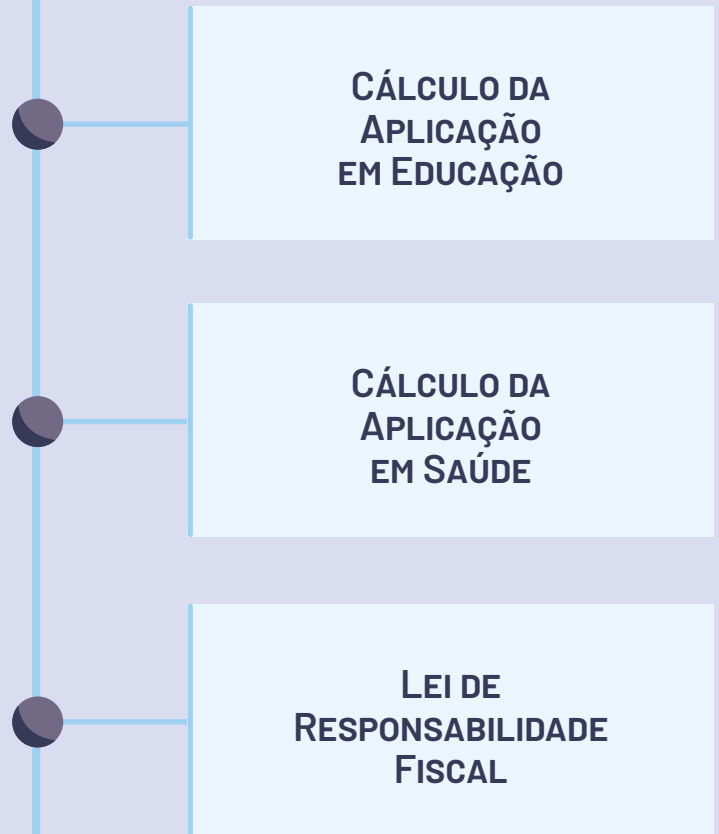 Cálculo da
Aplicação
em Educação
Cálculo da
Aplicação
em Saúde
Lei de
Responsabilidade
Fiscal